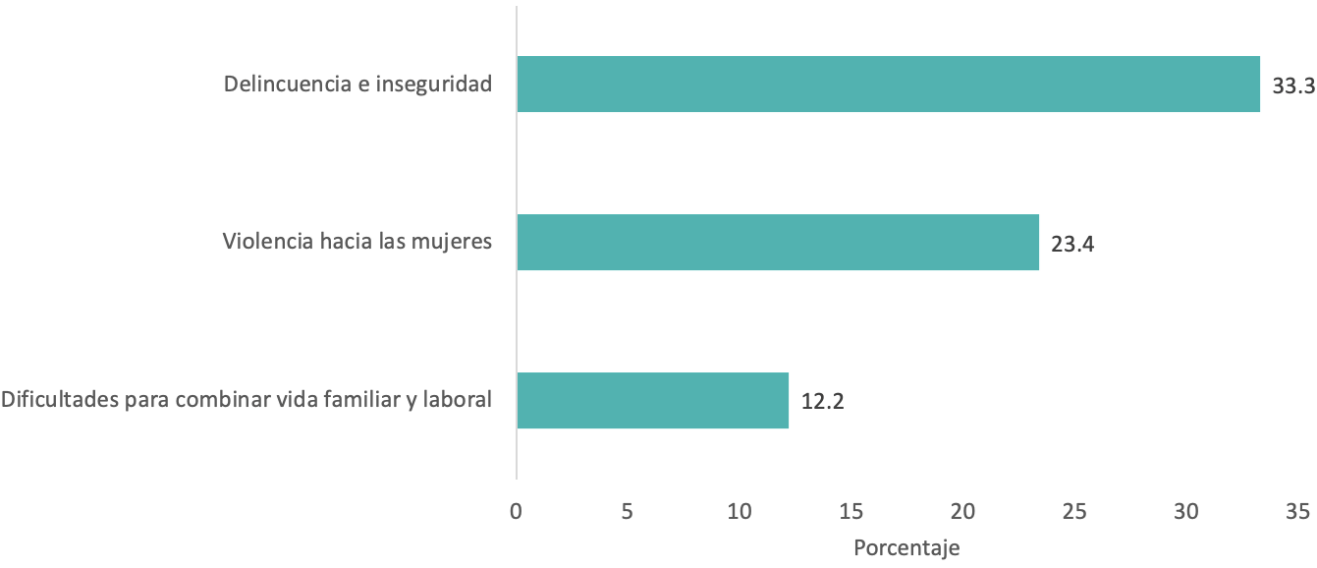 Delincuencia e inseguridad 33.3
Violencia hacia las mujeres 23.4
Dificultades para combinar vida familiar y laboral 12.2
0 5 10 15 20 25 30 35
Porcentaje